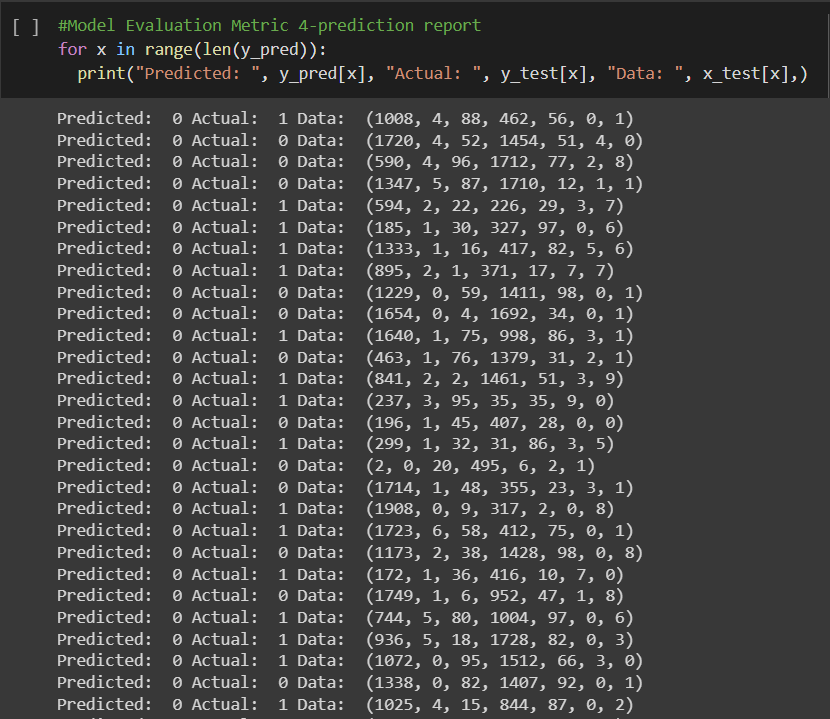 [ ] #Model Evaluation Metric 4-prediction report
for x in range(len(y_pred)):
print("Predicted: ", y_pred[x], "Actual: ", y_test[x], "Data: ", x_test[x],)
Predicted:  0 Actual:  1 Data:  (1008, 4, 88, 462, 56, 0, 1)
Predicted:  0 Actual:  0 Data:  (1720, 4, 52, 1454, 51, 4, 0)
Predicted:  0 Actual:  0 Data:  (590, 4, 96, 1712, 77, 2, 8)
Predicted:  0 Actual:  0 Data:  (1347, 5, 87, 1710, 12, 1, 1)
Predicted:  0 Actual:  1 Data:  (594, 2, 22, 226, 29, 3, 7)
Predicted:  0 Actual:  1 Data:  (185, 1, 30, 327, 97, 0, 6)
Predicted:  0 Actual:  1 Data:  (1333, 1, 16, 417, 82, 5, 6)
Predicted:  0 Actual:  1 Data:  (895, 2, 1, 371, 17, 7, 7)
Predicted:  0 Actual:  0 Data:  (1229, 0, 59, 1411, 98, 0, 1)
Predicted:  0 Actual:  0 Data:  (1654, 0, 4, 1692, 34, 0, 1)
Predicted:  0 Actual:  1 Data:  (1640, 1, 75, 998, 86, 3, 1)
Predicted:  0 Actual:  0 Data:  (463, 1, 76, 1379, 31, 2, 1)
Predicted:  0 Actual:  1 Data:  (841, 2, 2, 1461, 51, 3, 9)
Predicted:  0 Actual:  1 Data:  (237, 3, 95, 35, 35, 9, 0)
Predicted:  0 Actual:  0 Data:  (196, 1, 45, 407, 28, 0, 0)
Predicted:  0 Actual:  1 Data:  (299, 1, 32, 31, 86, 3, 5)
Predicted:  0 Actual:  0 Data:  (2, 0, 20, 495, 6, 2, 1)
Predicted:  0 Actual:  0 Data:  (1714, 1, 48, 355, 23, 3, 1)
Predicted:  0 Actual:  1 Data:  (1908, 0, 9, 317, 2, 0, 8)
Predicted:  0 Actual:  1 Data:  (1723, 6, 58, 412, 75, 0, 1)
Predicted:  0 Actual:  0 Data:  (1173, 2, 38, 1428, 98, 0, 8)
Predicted:  0 Actual:  1 Data:  (172, 1, 36, 416, 10, 7, 0)
Predicted:  0 Actual:  0 Data:  (1749, 1, 6, 952, 47, 1, 8)
Predicted:  0 Actual:  1 Data:  (744, 5, 80, 1004, 97, 0, 6)
Predicted:  0 Actual:  1 Data:  (936, 5, 18, 1728, 82, 0, 3)
Predicted:  0 Actual:  1 Data:  (1072, 0, 95, 1512, 66, 3, 0)
Predicted:  0 Actual:  0 Data:  (1338, 0, 82, 1407, 92, 0, 1)
Predicted:  0 Actual:  1 Data:  (1025, 4, 15, 844, 87, 0, 2)